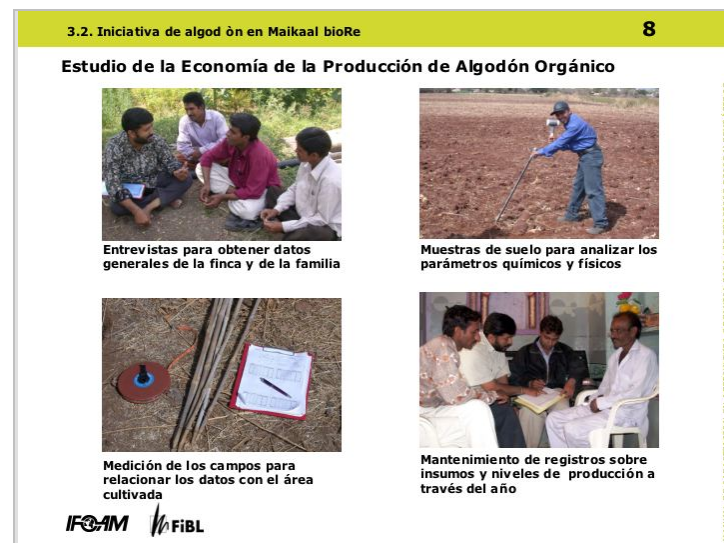 3.2. Iniciativa de algod òn en Maikaal bioRe
8
Estudio de la Economía de la Producción de Algodón Orgánico
Entrevistas para obtener datos
generales de la finca y de la familia
Muestras de suelo para analizar los
parámetros químicos y físicos
Medición de los campos para
relacionar los datos con el área
cultivada
Mantenimiento de registros sobre
insumos y niveles de producción a
través del año
IFOAM
FiBL